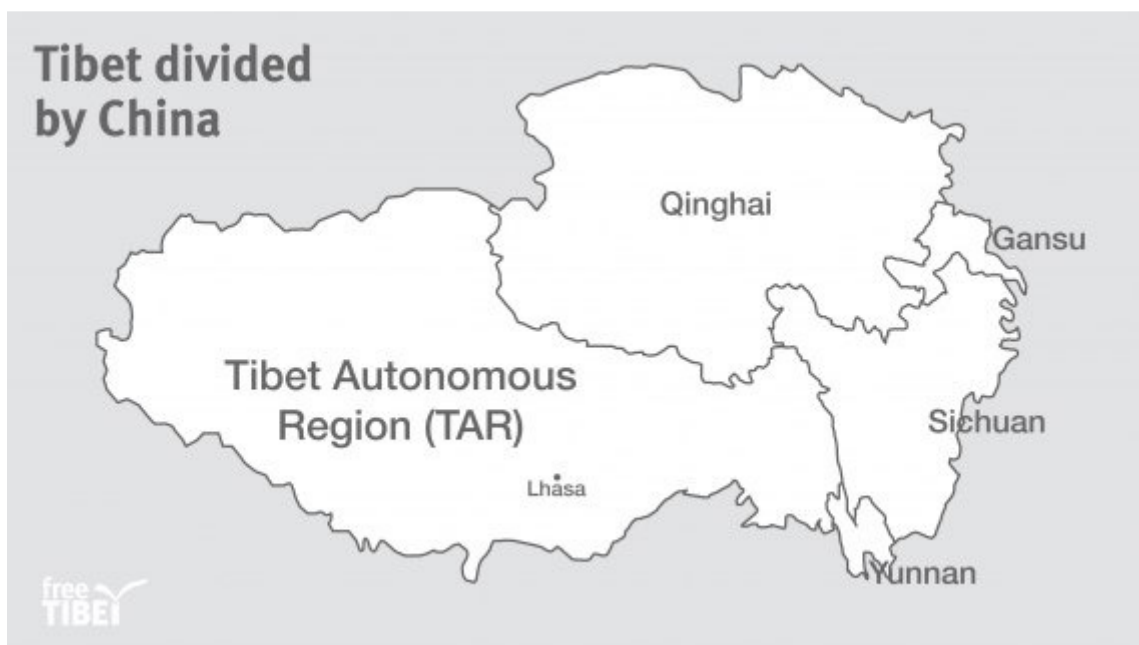 Tibet divided
by China
Qinghai
Gansu
Tibet Autonomous
Region (TAR)
Sichuan
Lhasa
Yunnan
free
TIBET